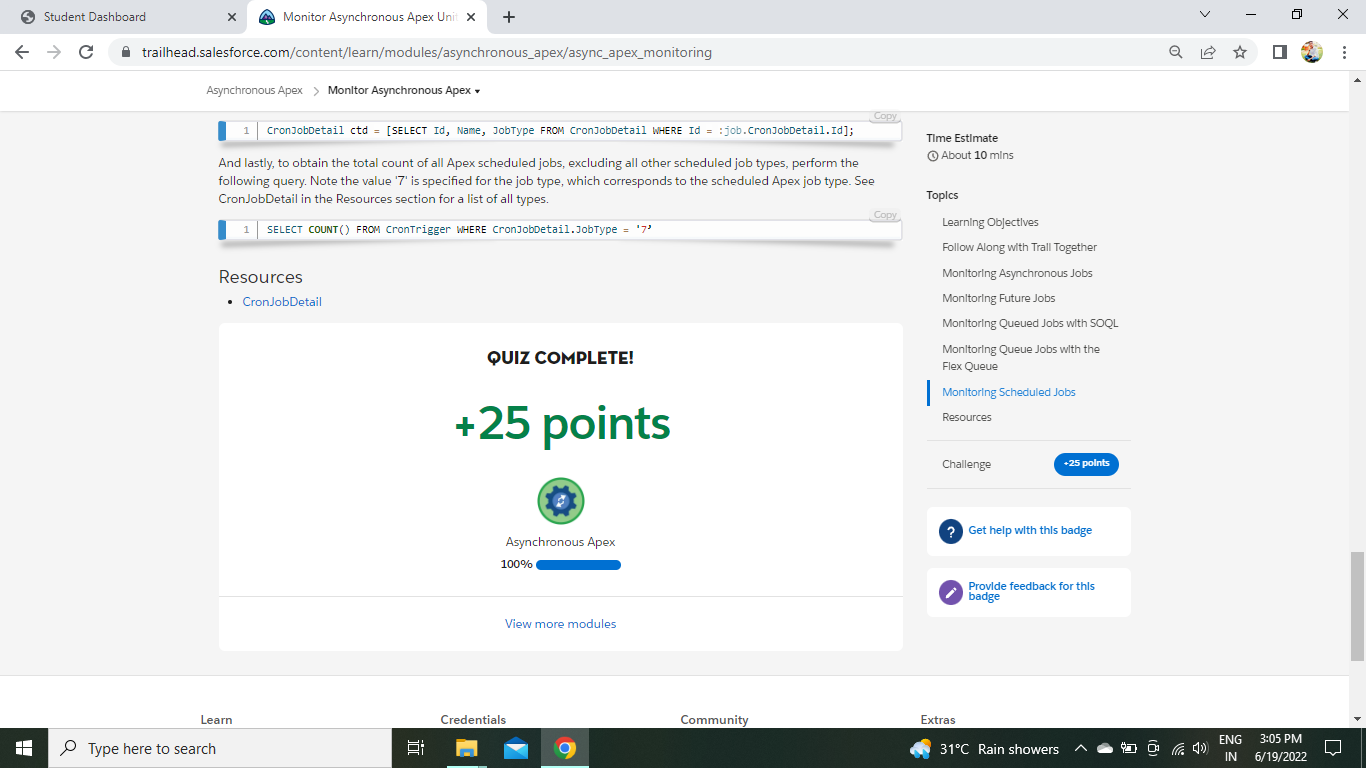 Student Dashboard
Monitor Asynchronous Apex Unit
trailhead.salesforce.com/content/learn/modules/asynchronous_apex/async_apex_monitoring
Asynchronous Apex
Monitor Asynchronous Apex
Copy
1 CronJobDetail ctd = [SELECT Id, Name, JobType FROM CronJobDetail WHERE Id = :job.CronJobDetail.Id];
And lastly, to obtain the total count of all Apex scheduled jobs, excluding all other scheduled job types, perform the
following query. Note the value '7' is specified for the job type, which corresponds to the scheduled Apex job type. See
CronJobDetail in the Resources section for a list of all types.
Copy
1 SELECT COUNT() FROM CronTrigger WHERE CronJobDetail.JobType = '7’
Resources
• CronJobDetail
QUIZ COMPLETE!
+25 points
Asynchronous Apex
100%
View more modules
Time Estimate
About 10 mins
Topics
Learning Objectives
Follow Along with Trail Together
Monitoring Asynchronous Jobs
Monitoring Future Jobs
Monitoring Queued Jobs with SOQL
Monitoring Queue Jobs with the
Flex Queue
Monitoring Scheduled Jobs
Resources
Challenge
+25 points
? Get help with this badge
Provide feedback for this
badge
Learn
Credentials
Community
Extras
Type here to search
31°C Rain showers
ENG
IN
3:05 PM
6/19/2022